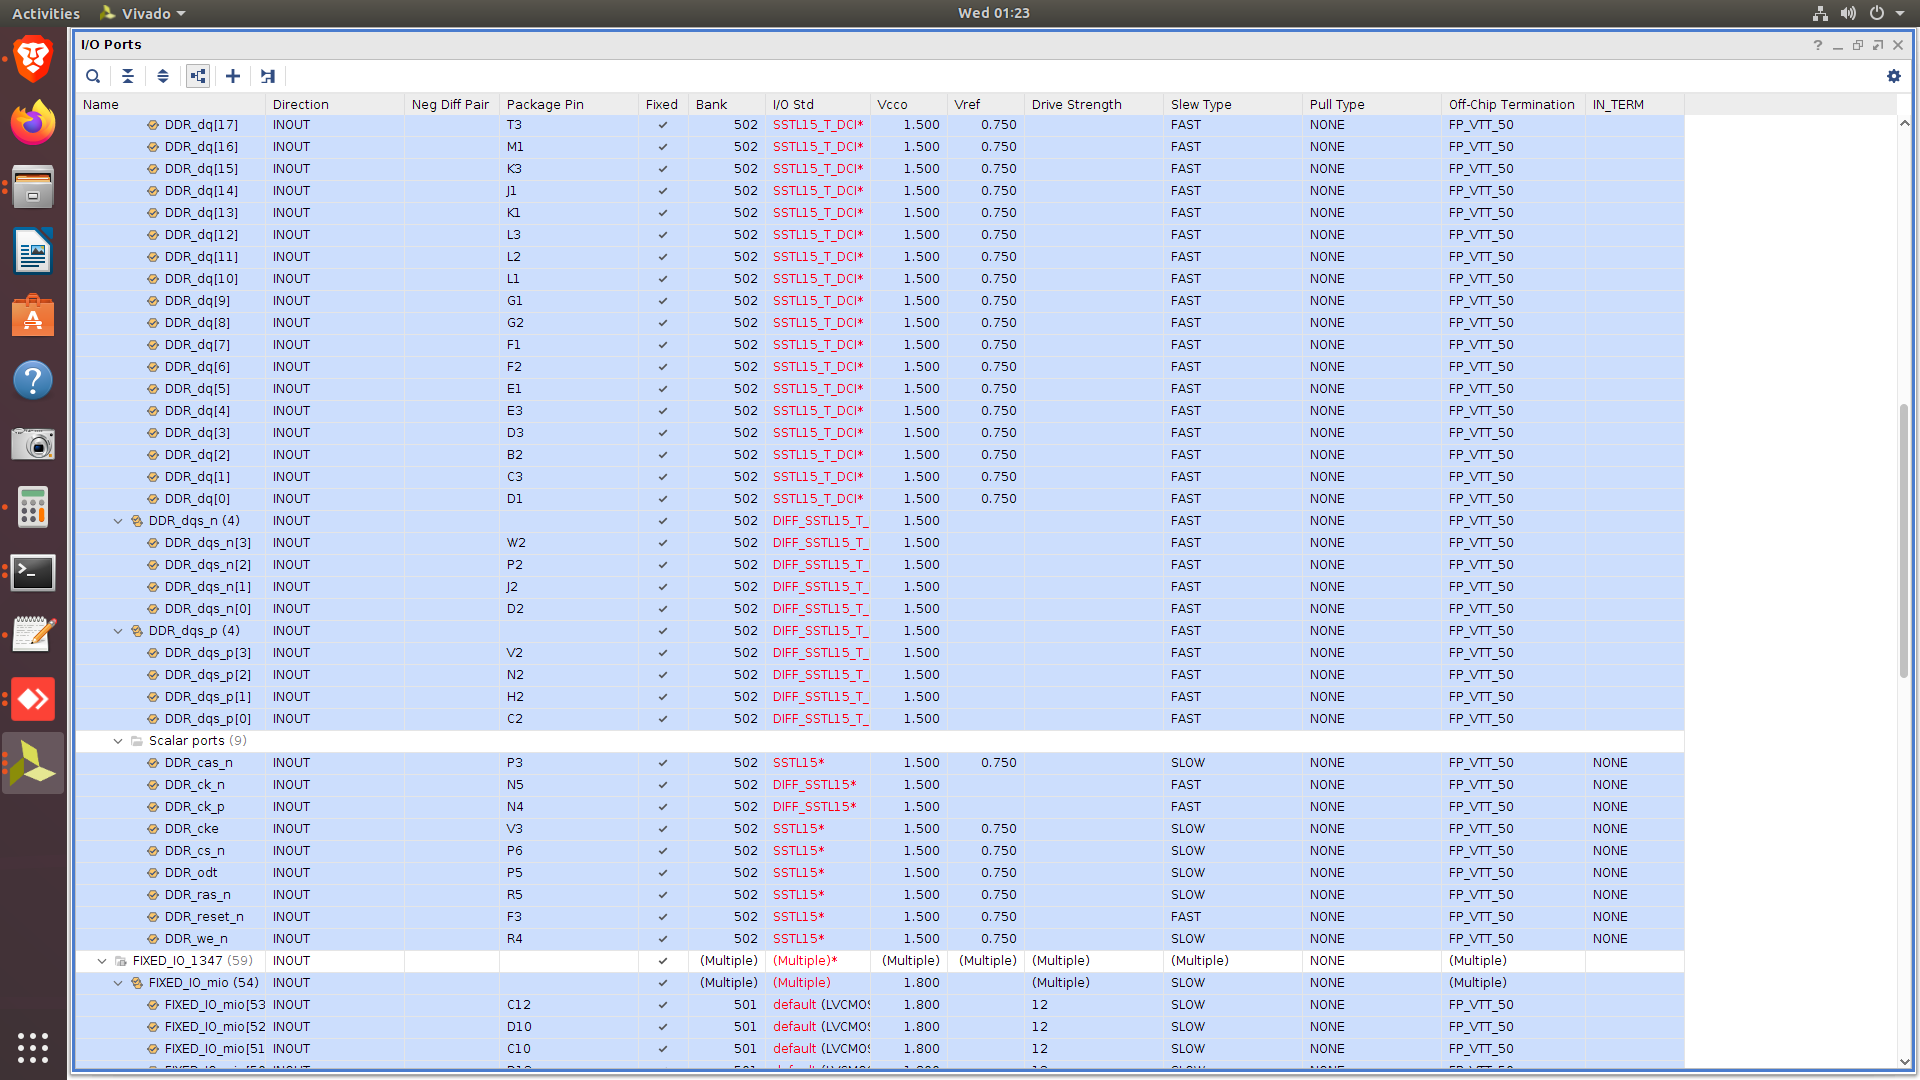 Activities Vivado Wed 01:23
I/O Ports
Name Direction Neg Diff Pair Package Pin Fixed Bank I/O Std Vcco Vref Drive Strength Slew Type Pull Type Off-Chip Termination IN_TERM
DDR_dq[17] INOUT T3 502 SSTL15_T_DCI* 1.500 0.750 FAST NONE FP_VTT_50
DDR_dq[16] INOUT M1 502 SSTL15_T_DCI* 1.500 0.750 FAST NONE FP_VTT_50
DDR_dq[15] INOUT K3 502 SSTL15_T_DCI* 1.500 0.750 FAST NONE FP_VTT_50
DDR_dq[14] INOUT J1 502 SSTL15_T_DCI* 1.500 0.750 FAST NONE FP_VTT_50
DDR_dq[13] INOUT K1 502 SSTL15_T_DCI* 1.500 0.750 FAST NONE FP_VTT_50
DDR_dq[12] INOUT L3 502 SSTL15_T_DCI* 1.500 0.750 FAST NONE FP_VTT_50
DDR_dq[11] INOUT L2 502 SSTL15_T_DCI* 1.500 0.750 FAST NONE FP_VTT_50
DDR_dq[10] INOUT L1 502 SSTL15_T_DCI* 1.500 0.750 FAST NONE FP_VTT_50
DDR_dq[9] INOUT G1 502 SSTL15_T_DCI* 1.500 0.750 FAST NONE FP_VTT_50
DDR_dq[8] INOUT G2 502 SSTL15_T_DCI* 1.500 0.750 FAST NONE FP_VTT_50
DDR_dq[7] INOUT F1 502 SSTL15_T_DCI* 1.500 0.750 FAST NONE FP_VTT_50
DDR_dq[6] INOUT F2 502 SSTL15_T_DCI* 1.500 0.750 FAST NONE FP_VTT_50
DDR_dq[5] INOUT E1 502 SSTL15_T_DCI* 1.500 0.750 FAST NONE FP_VTT_50
DDR_dq[4] INOUT E3 502 SSTL15_T_DCI* 1.500 0.750 FAST NONE FP_VTT_50
DDR_dq[3] INOUT D3 502 SSTL15_T_DCI* 1.500 0.750 FAST NONE FP_VTT_50
DDR_dq[2] INOUT B2 502 SSTL15_T_DCI* 1.500 0.750 FAST NONE FP_VTT_50
DDR_dq[1] INOUT C3 502 SSTL15_T_DCI* 1.500 0.750 FAST NONE FP_VTT_50
DDR_dq[0] INOUT D1 502 SSTL15_T_DCI* 1.500 0.750 FAST NONE FP_VTT_50
DDR_dqs_n (4) INOUT 502 DIFF_SSTL15_T_ 1.500 FAST NONE FP_VTT_50
DDR_dqs_n[3] INOUT W2 502 DIFF_SSTL15_T_ 1.500 FAST NONE FP_VTT_50
DDR_dqs_n[2] INOUT P2 502 DIFF_SSTL15_T_ 1.500 FAST NONE FP_VTT_50
DDR_dqs_n[1] INOUT J2 502 DIFF_SSTL15_T_ 1.500 FAST NONE FP_VTT_50
DDR_dqs_n[0] INOUT D2 502 DIFF_SSTL15_T_ 1.500 FAST NONE FP_VTT_50
DDR_dqs_p (4) INOUT 502 DIFF_SSTL15_T_ 1.500 FAST NONE FP_VTT_50
DDR_dqs_p[3] INOUT V2 502 DIFF_SSTL15_T_ 1.500 FAST NONE FP_VTT_50
DDR_dqs_p[2] INOUT N2 502 DIFF_SSTL15_T_ 1.500 FAST NONE FP_VTT_50
DDR_dqs_p[1] INOUT H2 502 DIFF_SSTL15_T_ 1.500 FAST NONE FP_VTT_50
DDR_dqs_p[0] INOUT C2 502 DIFF_SSTL15_T_ 1.500 FAST NONE FP_VTT_50
Scalar ports (9)
DDR_cas_n INOUT P3 502 SSTL15* 1.500 0.750 SLOW NONE FP_VTT_50 NONE
DDR_ck_n INOUT N5 502 DIFF_SSTL15* 1.500 FAST NONE FP_VTT_50 NONE
DDR_ck_p INOUT N4 502 DIFF_SSTL15* 1.500 FAST NONE FP_VTT_50 NONE
DDR_cke INOUT V3 502 SSTL15* 1.500 0.750 SLOW NONE FP_VTT_50 NONE
DDR_cs_n INOUT P6 502 SSTL15* 1.500 0.750 SLOW NONE FP_VTT_50 NONE
DDR_odt INOUT P5 502 SSTL15* 1.500 0.750 SLOW NONE FP_VTT_50 NONE
DDR_ras_n INOUT R5 502 SSTL15* 1.500 0.750 SLOW NONE FP_VTT_50 NONE
DDR_reset_n INOUT F3 502 SSTL15* 1.500 0.750 FAST NONE FP_VTT_50 NONE
DDR_we_n INOUT R4 502 SSTL15* 1.500 0.750 SLOW NONE FP_VTT_50 NONE
FIXED_IO_1347 (59) INOUT (Multiple) (Multiple)* (Multiple) (Multiple) (Multiple) (Multiple) NONE (Multiple)
FIXED_IO_mio (54) INOUT (Multiple) (Multiple) 1.800 (Multiple) SLOW NONE (Multiple)
FIXED_IO_mio[53 INOUT C12 501 default (LVCMOS 1.800 12 SLOW NONE FP_VTT_50
FIXED_IO_mio[52 INOUT D10 501 default (LVCMOS 1.800 12 SLOW NONE FP_VTT_50
FIXED_IO_mio[51 INOUT C10 501 default (LVCMOS 1.800 12 SLOW NONE FP_VTT_50